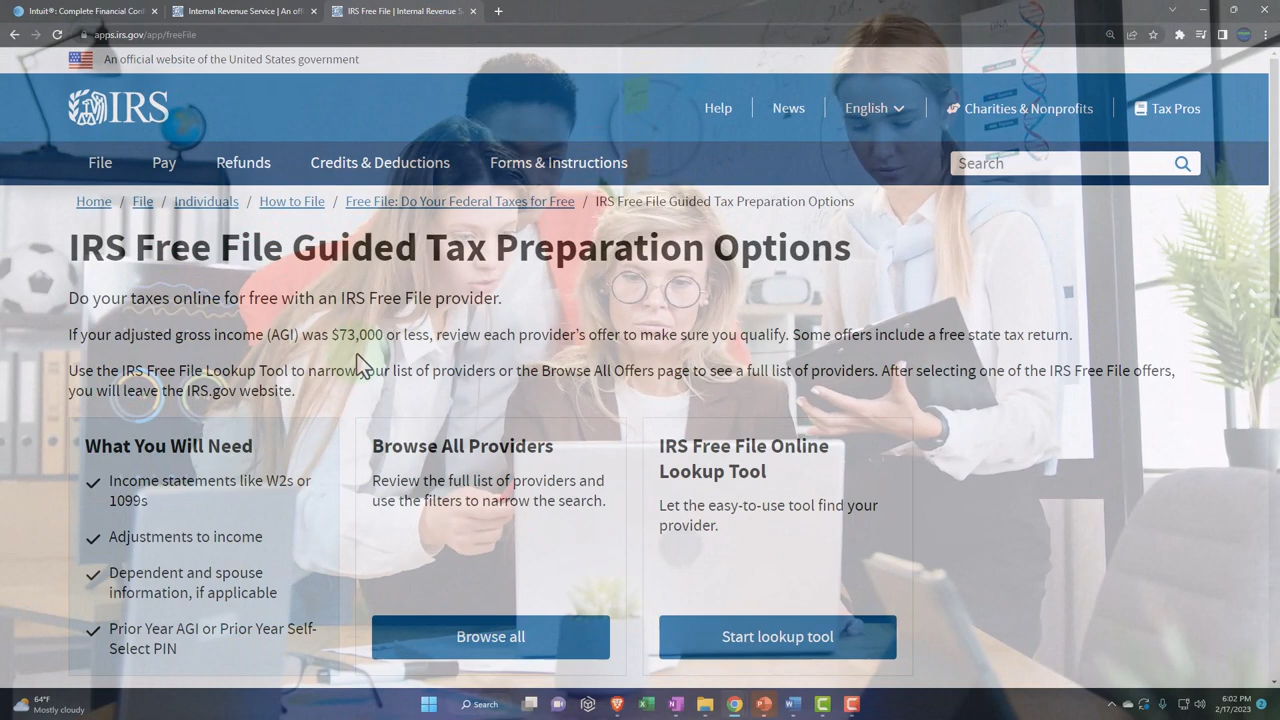 Intuit®: Complete Financial Con
Internal Revenue Service | An off
IRS Free File | Internal Revenue S
apps.irs.gov/app/freeFile
An official website of the United States government
IRS
Help
News
English
Charities & Nonprofits
Tax Pros
File
Pay
Refunds
Credits & Deductions
Forms & Instructions
Search
Home / File / Individuals / How to File / Free File: Do Your Federal Taxes for Free / IRS Free File Guided Tax Preparation Options
IRS Free File Guided Tax Preparation Options
Do your taxes online for free with an IRS Free File provider.
If your adjusted gross income (AGI) was $73,000 or less, review each provider's offer to make sure you qualify. Some offers include a free state tax return.
Use the IRS Free File Lookup Tool to narrow your list of providers or the Browse All Offers page to see a full list of providers. After selecting one of the IRS Free File offers,
you will leave the IRS.gov website.
What You Will Need
Income statements like W2s or
1099s
Adjustments to income
Dependent and spouse
information, if applicable
Prior Year AGI or Prior Year Self-
Select PIN
Browse All Providers
Review the full list of providers and
use the filters to narrow the search.
Browse all
IRS Free File Online
Lookup Tool
Let the easy-to-use tool find your
provider.
Start lookup tool
64°F
Mostly cloudy
Search
6:02 PM
2/17/2023